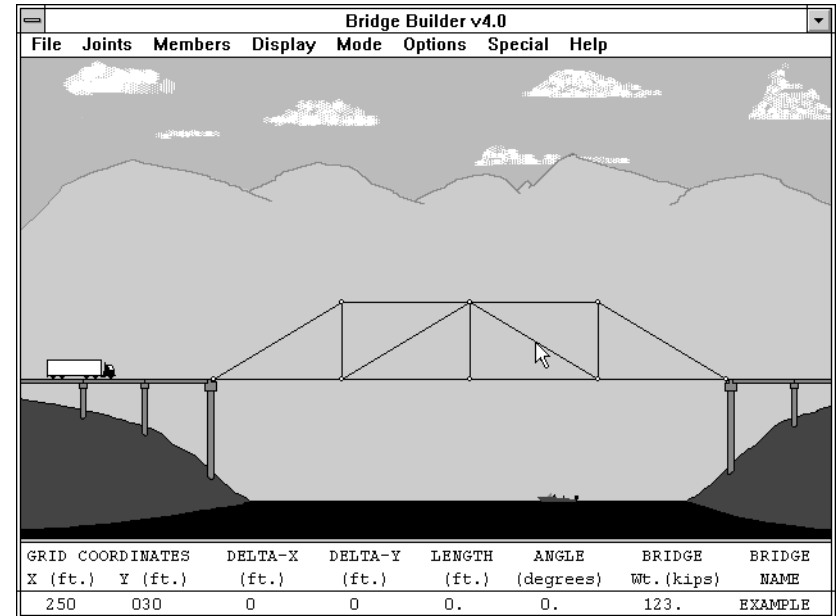 Bridge Builder v4.0
File Joints Members Display Mode Options Special Help
GRID COORDINATES DELTA-X DELTA-Y LENGTH ANGLE BRIDGE BRIDGE
X (ft.) Y (ft.) (ft.) (ft.) (ft.) (degrees) Wt.(kips) NAME
250 030 0 0 0. 0. 123. EXAMPLE